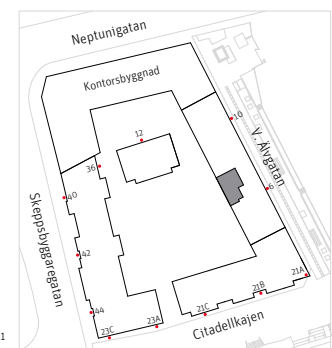 Neptunigatan
Kontorsbyggnad
10
12
V. Älvgatan
36
6
40
Skeppsbyggaregatan
42
21A
21B
44
21C
23A
23C
Citadellkajen
1